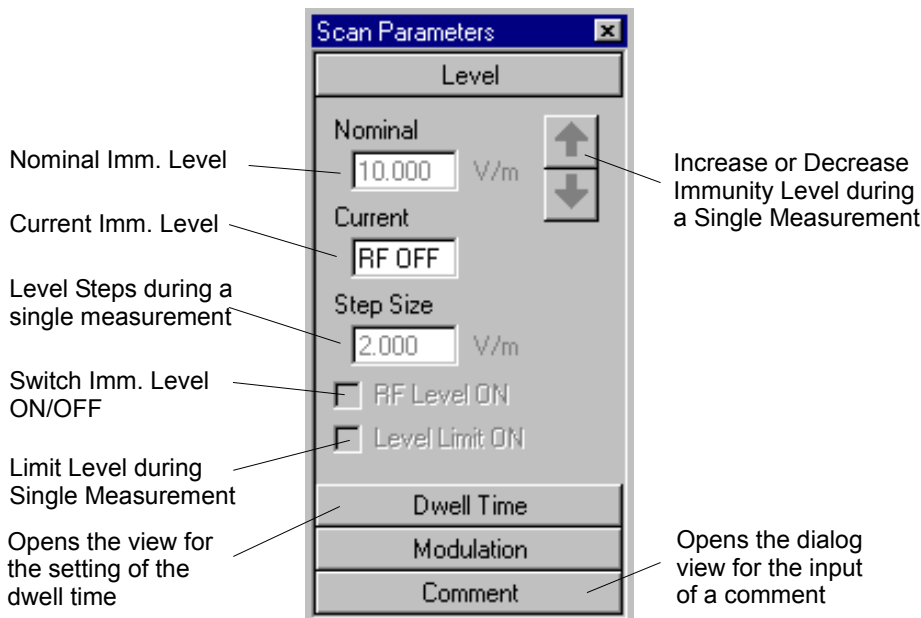 Scan Parameters
Level
Nominal
10.000 V/m
Current
RF OFF
Step Size
2.000 V/m
RF Level ON
Level Limit ON
Dwell Time
Modulation
Comment
Nominal Imm. Level
Current Imm. Level
Level Steps during a
single measurement
Switch Imm. Level
ON/OFF
Limit Level during
Single Measurement
Opens the view for
the setting of the
dwell time
Increase or Decrease
Immunity Level during
a Single Measurement
Opens the dialog
view for the input
of a comment